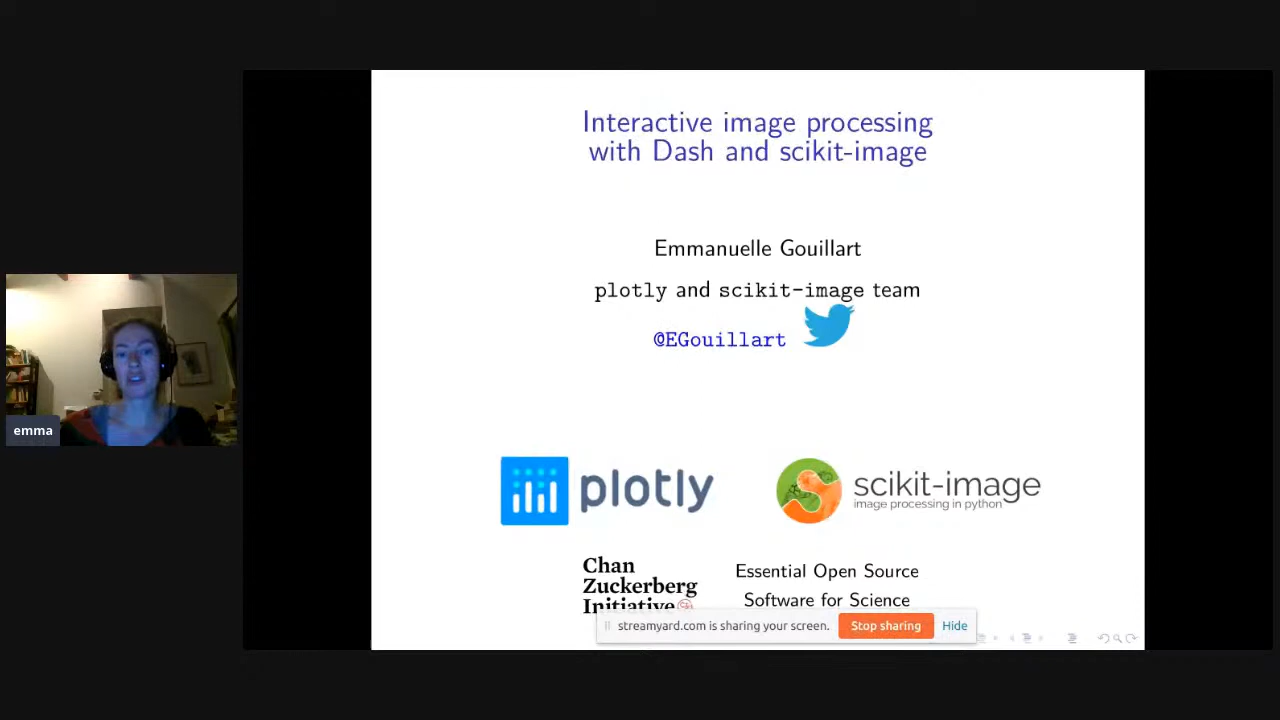 Interactive image processing
with Dash and scikit-image
Emmanuelle Gouillart
plotly and scikit-image team
@EGouillart
emma
plotly
scikit-image
image processing in python
Chan
Zuckerberg
Initiative
Essential Open Source
Software for Science
streamyard.com is sharing your screen.
Stop sharing
Hide